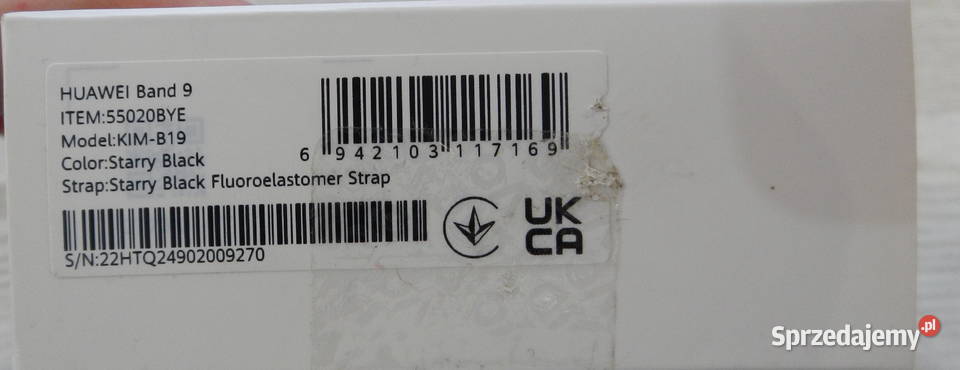 HUAWEI Band 9
ITEM:55020BYE
Model:KIM-B19
Color:Starry Black
Strap:Starry Black Fluoroelastomer Strap
6 942103 117169
S/N:22HTQ24902009270
UK
CA
Sprzedajemy.pl